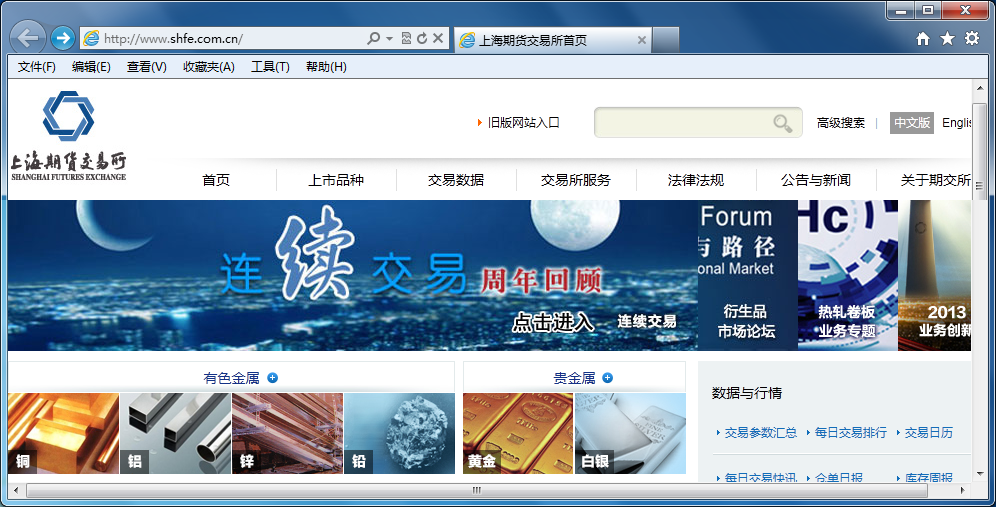 http://www.shfe.com.cn/
上海期货交易所首页
文件(F) 编辑(E) 查看(V) 收藏夹(A) 工具(T) 帮助(H)
旧版网站入口
高级搜索 | 中文版 Englis
上海期货交易所
SHANGHAI FUTURES EXCHANGE
首页 上市品种 交易数据 交易所服务 法律法规 公告与新闻 关于期交所
连续交易 周年回顾
点击进入 连续交易
Forum
与路径
onal Market
衍生品
市场论坛
Hc
热轧卷板
业务专题
2013
业务创新
有色金属
贵金属
铜 铝 锌 铅 黄金 白银
数据与行情
交易参数汇总 每日交易排行 交易日历
每日交易快讯 仓单日报 库存周报